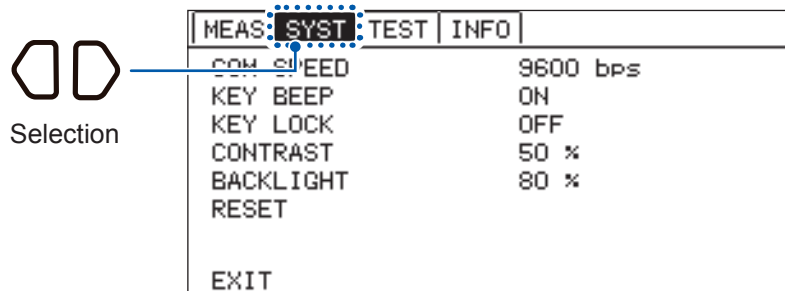 MEAS SYST TEST INFO
COM SPEED 9600 bps
KEY BEEP ON
KEY LOCK OFF
CONTRAST 50 %
BACKLIGHT 80 %
RESET
EXIT
Selection